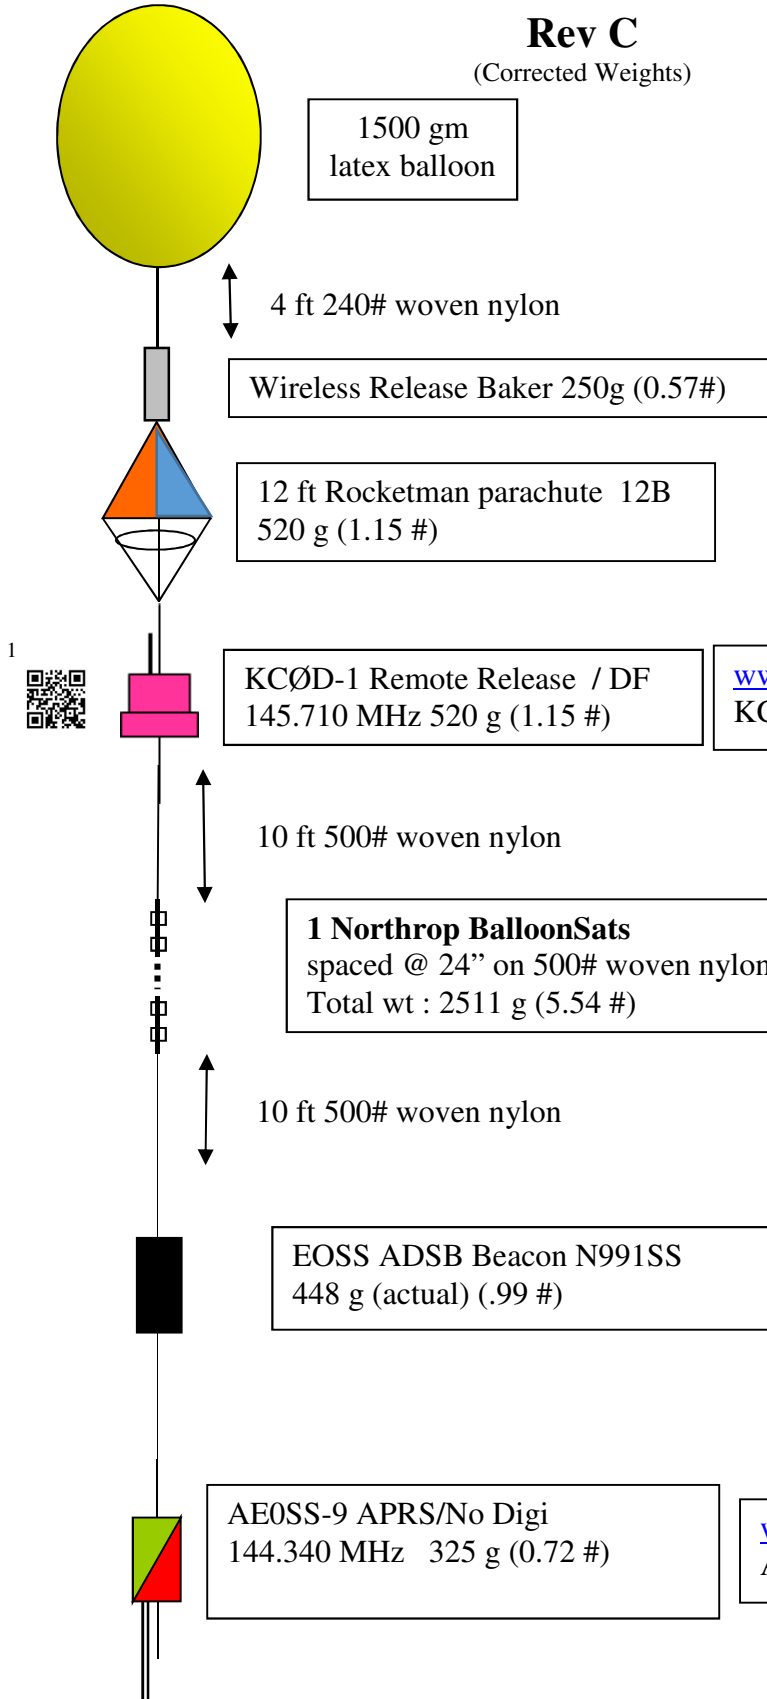 Rev C
(Corrected Weights)
1500 gm
latex balloon
4 ft 240# woven nylon
Wireless Release Baker 250g (0.57#)
12 ft Rocketman parachute 12B
520 g (1.15 #)
1
KCØD-1 Remote Release / DF
145.710 MHz 520 g (1.15 #)
10 ft 500# woven nylon
1 Northrop BalloonSats
spaced @ 24” on 500# woven nylon
Total wt : 2511 g (5.54 #)
10 ft 500# woven nylon
EOSS ADSB Beacon N991SS
448 g (actual) (.99 #)
AE0SS-9 APRS/No Digi
144.340 MHz 325 g (0.72 #)